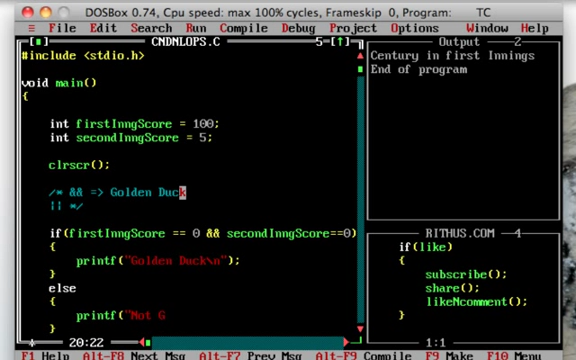 DOSBox 0.74, Cpu speed: max 100% cycles, Frameskip 0, Program: TC
≡ File Edit Search Run Compile Debug Project Options Window Help
CNDNLOPS.C 5=[↑]
#include <stdio.h>
void main()
{
int firstInngScore = 100;
int secondInngScore = 5;
clrscr();
/* && => Golden Duck
|| */
if(firstInngScore == 0 && secondInngScore==0)
{
printf("Golden Duck\n");
}
else
{
printf("Not G
}
20:22
Output 2
Century in first Innings
End of program
RITHUS.COM 4
if(like)
{
subscribe();
share();
likeNcomment();
}
1:1
F1 Help Alt-F8 Next Msg Alt-F7 Prev Msg Alt-F9 Compile F9 Make F10 Menu